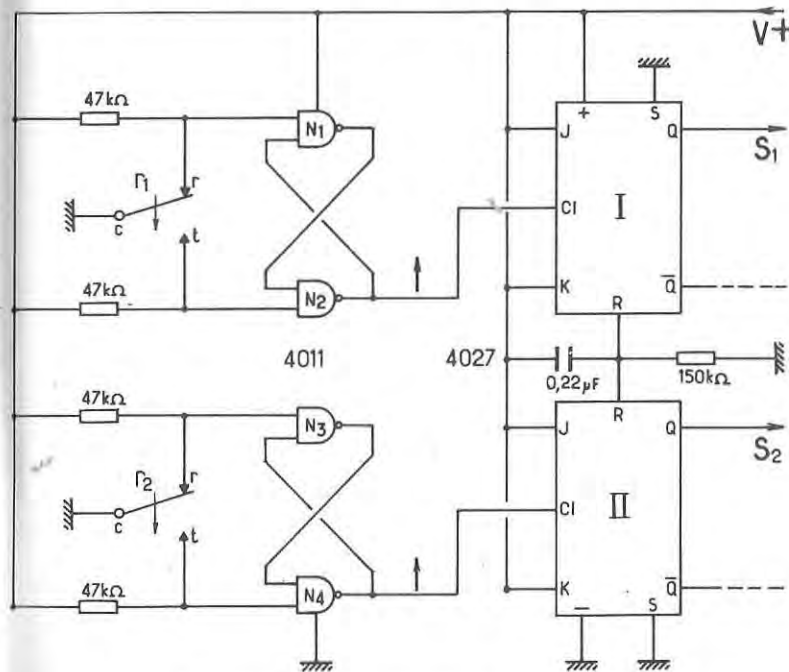 V+
47kΩ
N1
+ S
J Q
S1
Γ1 r
c
t
Cl I
47kΩ
N2
K Q̅
R
4011 4027
0,22µF 150kΩ
47kΩ
N3
R
J Q
S2
Γ2 r
c
t
Cl II
47kΩ
N4
K Q̅
− S